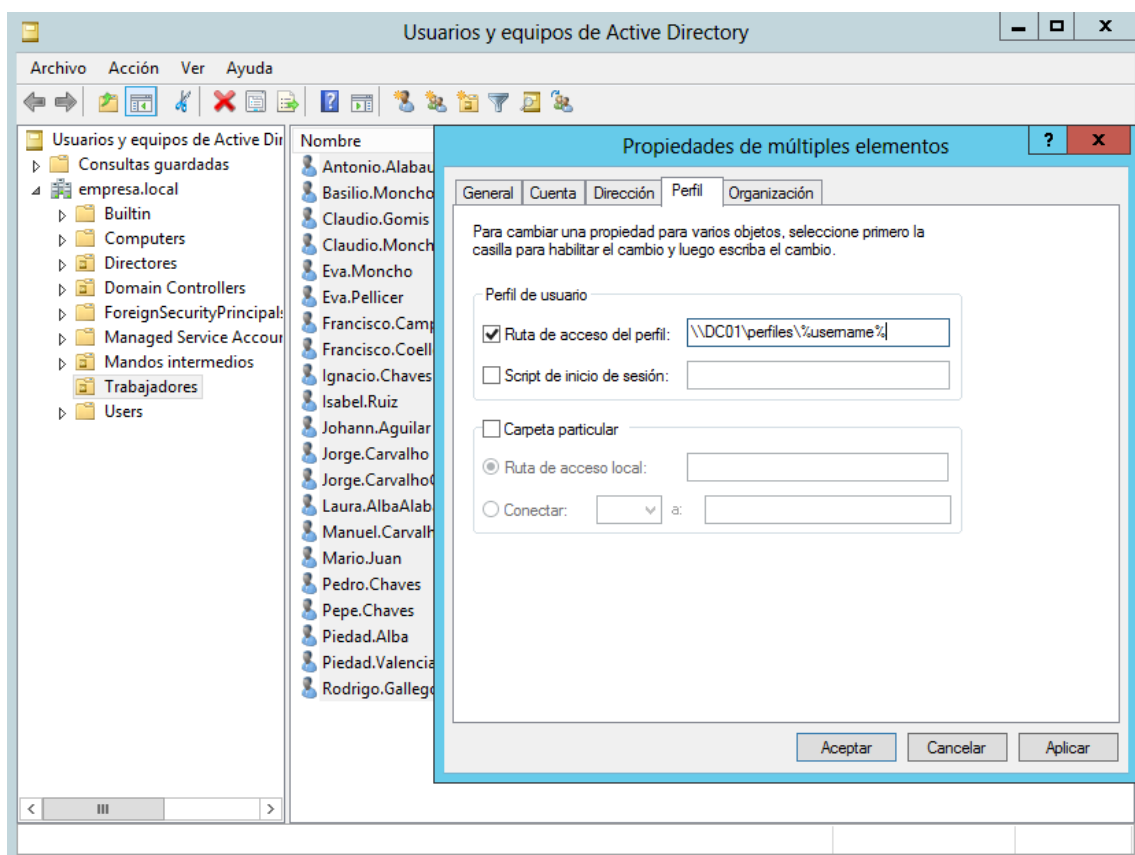 Usuarios y equipos de Active Directory
Archivo Acción Ver Ayuda
Usuarios y equipos de Active Dir
Consultas guardadas
empresa.local
Builtin
Computers
Directores
Domain Controllers
ForeignSecurityPrincipal:
Managed Service Accour
Mandos intermedios
Trabajadores
Users
Nombre
Antonio.Alabau
Basilio.Moncho
Claudio.Gomis
Claudio.Monch
Eva.Moncho
Eva.Pellicer
Francisco.Camp
Francisco.Coell
Ignacio.Chaves
Isabel.Ruiz
Johann.Aguilar
Jorge.Carvalho
Jorge.Carvalho
Laura.AlbaAlab
Manuel.Carvalh
Mario.Juan
Pedro.Chaves
Pepe.Chaves
Piedad.Alba
Piedad.Valencia
Rodrigo.Gallego
Propiedades de múltiples elementos
General Cuenta Dirección Perfil Organización
Para cambiar una propiedad para varios objetos, seleccione primero la
casilla para habilitar el cambio y luego escriba el cambio.
Perfil de usuario
Ruta de acceso del perfil: \\DC01\perfiles\%username%
Script de inicio de sesión:
Carpeta particular
Ruta de acceso local:
Conectar: a:
Aceptar Cancelar Aplicar